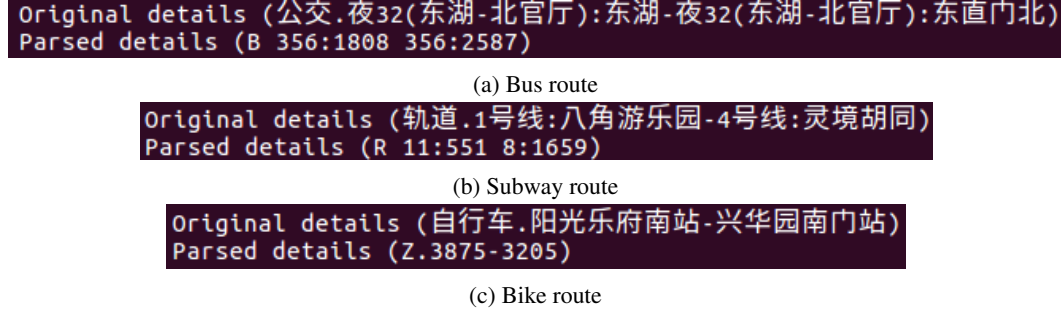 Original details (公交.夜32(东湖-北官厅):东湖-夜32(东湖-北官厅):东直门北)
Parsed details (B 356:1808 356:2587)
(a) Bus route
Original details (轨道.1号线:八角游乐园-4号线:灵境胡同)
Parsed details (R 11:551 8:1659)
(b) Subway route
Original details (自行车.阳光乐府南站-兴华园南门站)
Parsed details (Z.3875-3205)
(c) Bike route